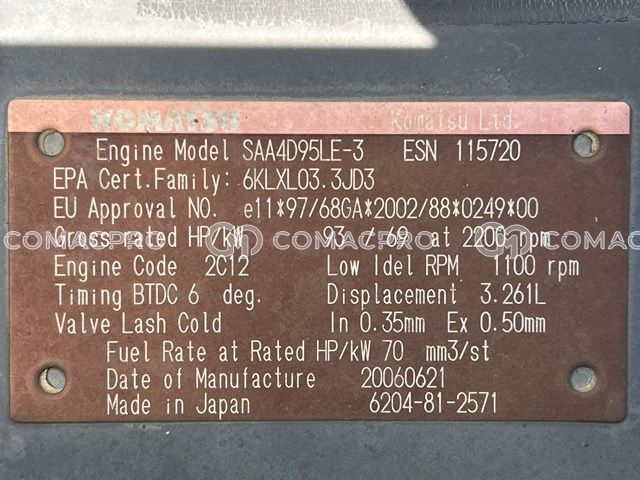 KOMATSU Komatsu Ltd.
Engine Model SAA4D95LE-3 ESN 115720
EPA Cert.Family: 6KLXL03.3JD3
EU Approval NO. e11*97/68GA*2002/88*0249*00
Gross rated HP/kW 93 / 69 at 2200 rpm
COMACPRO COMACPRO COMACPRO
Engine Code 2C12 Low Idel RPM 1100 rpm
Timing BTDC 6 deg. Displacement 3.261L
Valve Lash Cold In 0.35mm Ex 0.50mm
Fuel Rate at Rated HP/kW 70 mm3/st
Date of Manufacture 20060621
Made in Japan 6204-81-2571